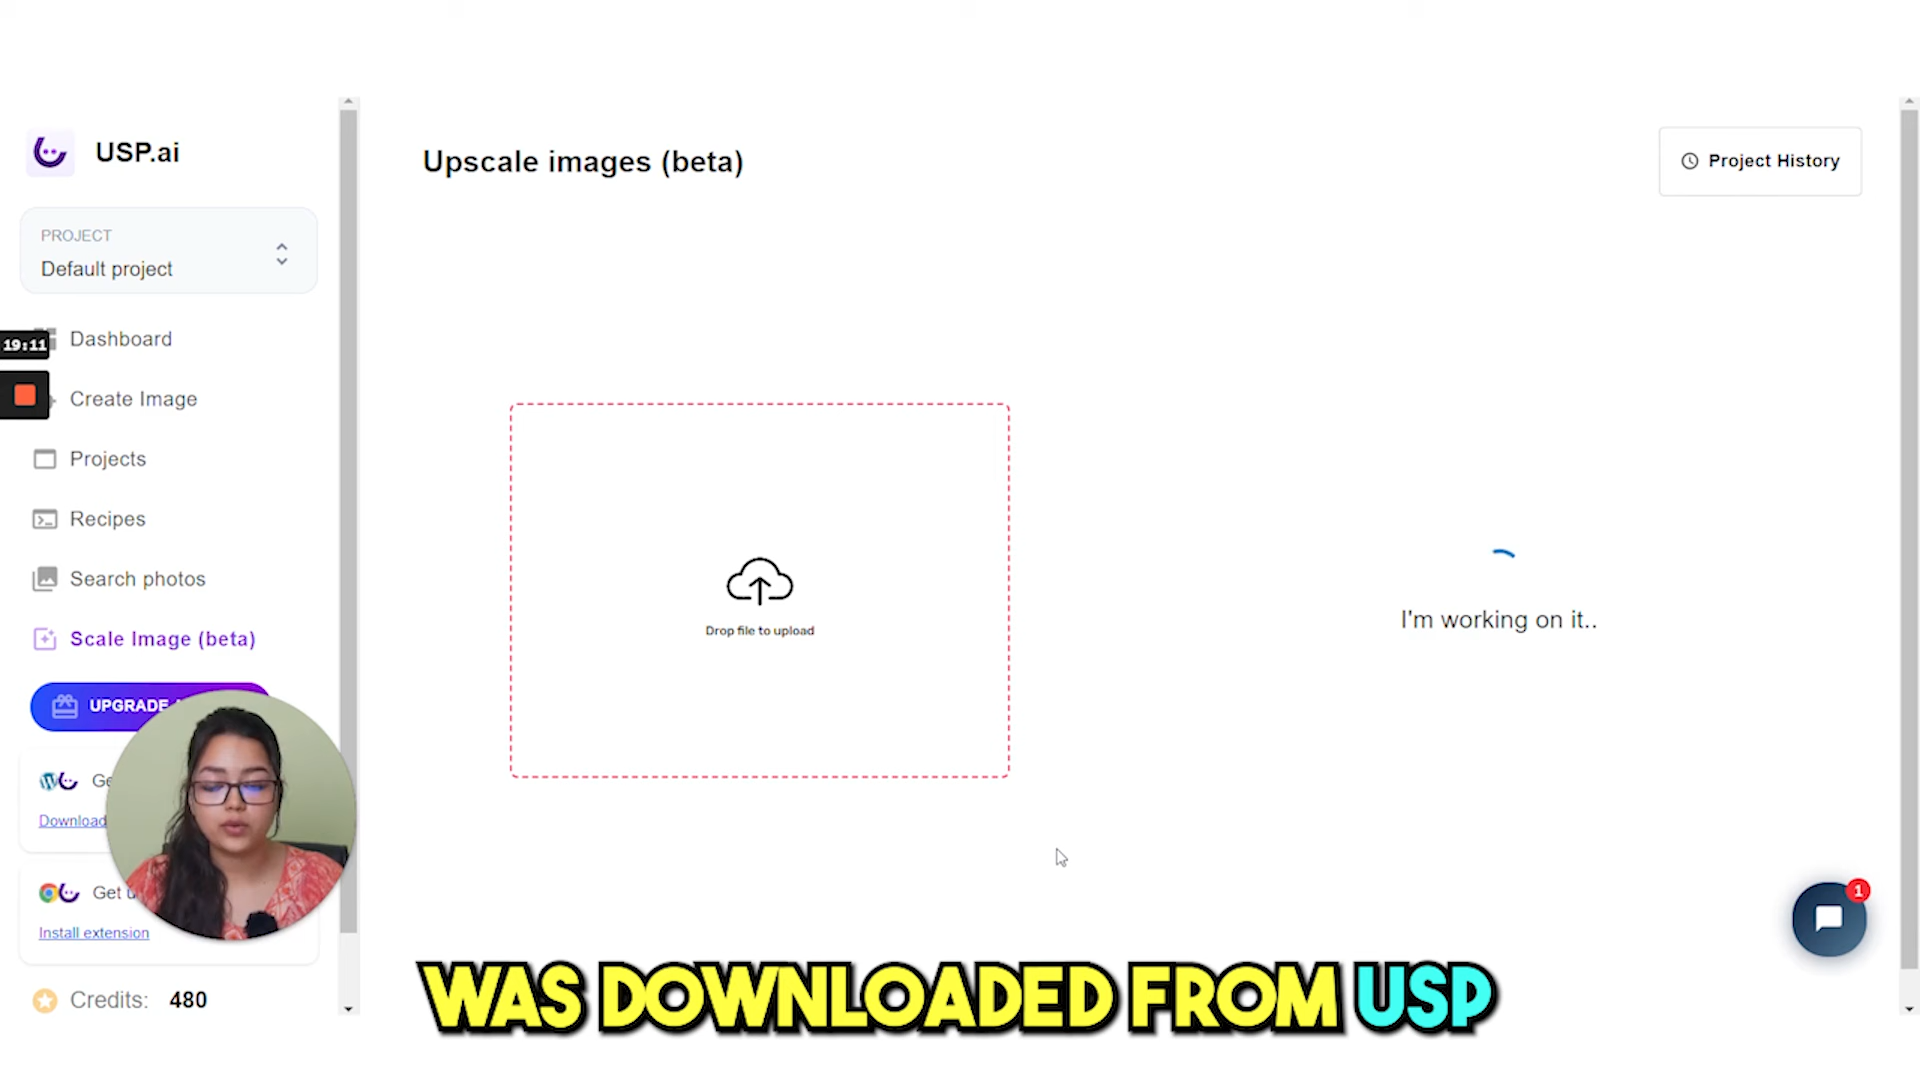 USP.ai
PROJECT
Default project
19:11
Dashboard
Create Image
Projects
Recipes
Search photos
Scale Image (beta)
UPGRADE
Download
Get
Install extension
Credits: 480
Upscale images (beta)
Project History
Drop file to upload
I'm working on it..
1
WAS DOWNLOADED FROM USP